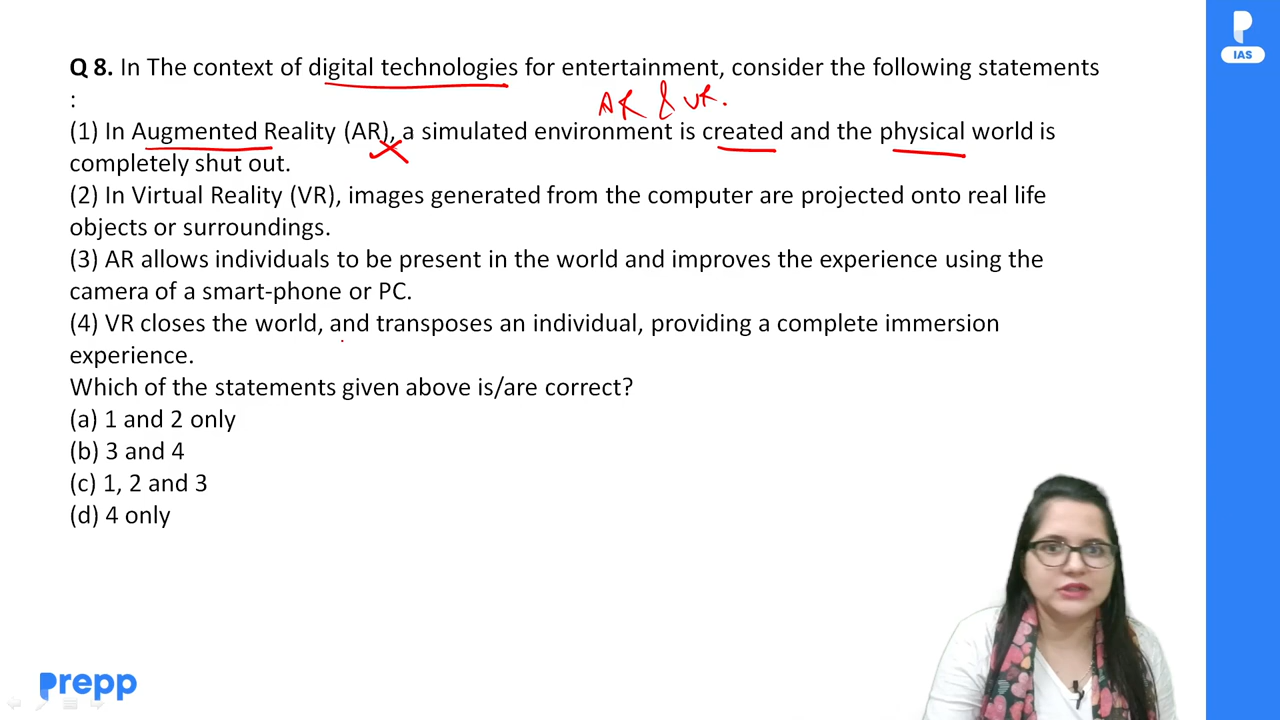 IAS
Q 8. In The context of digital technologies for entertainment, consider the following statements
:
AR & VR.
(1) In Augmented Reality (AR), a simulated environment is created and the physical world is
completely shut out.
(2) In Virtual Reality (VR), images generated from the computer are projected onto real life
objects or surroundings.
(3) AR allows individuals to be present in the world and improves the experience using the
camera of a smart-phone or PC.
(4) VR closes the world, and transposes an individual, providing a complete immersion
experience.
Which of the statements given above is/are correct?
(a) 1 and 2 only
(b) 3 and 4
(c) 1, 2 and 3
(d) 4 only
prepp